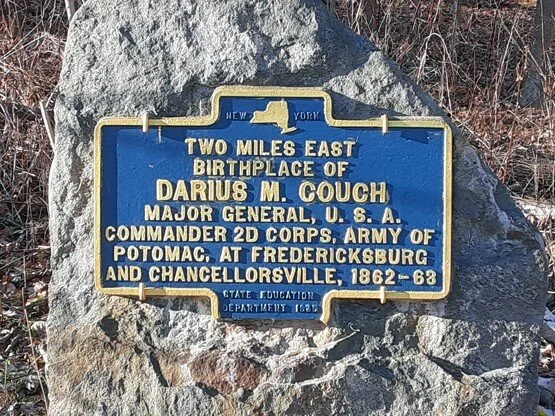 NEW YORK
TWO MILES EAST
BIRTHPLACE OF
DARIUS M. COUCH
MAJOR GENERAL, U. S. A.
COMMANDER 2D CORPS, ARMY OF
POTOMAC, AT FREDERICKSBURG
AND CHANCELLORSVILLE, 1862-63
STATE EDUCATION
DEPARTMENT